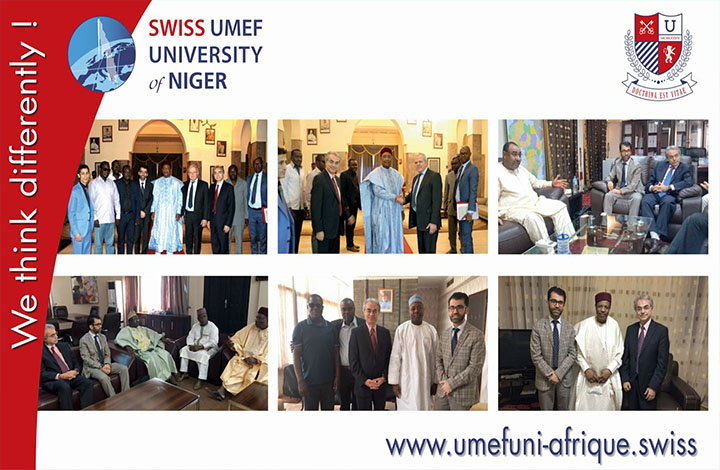 We think differently !
SWISS UMEF
UNIVERSITY
of NIGER
U
DOCTRINA EST VITAE
www.umefuni-afrique.swiss